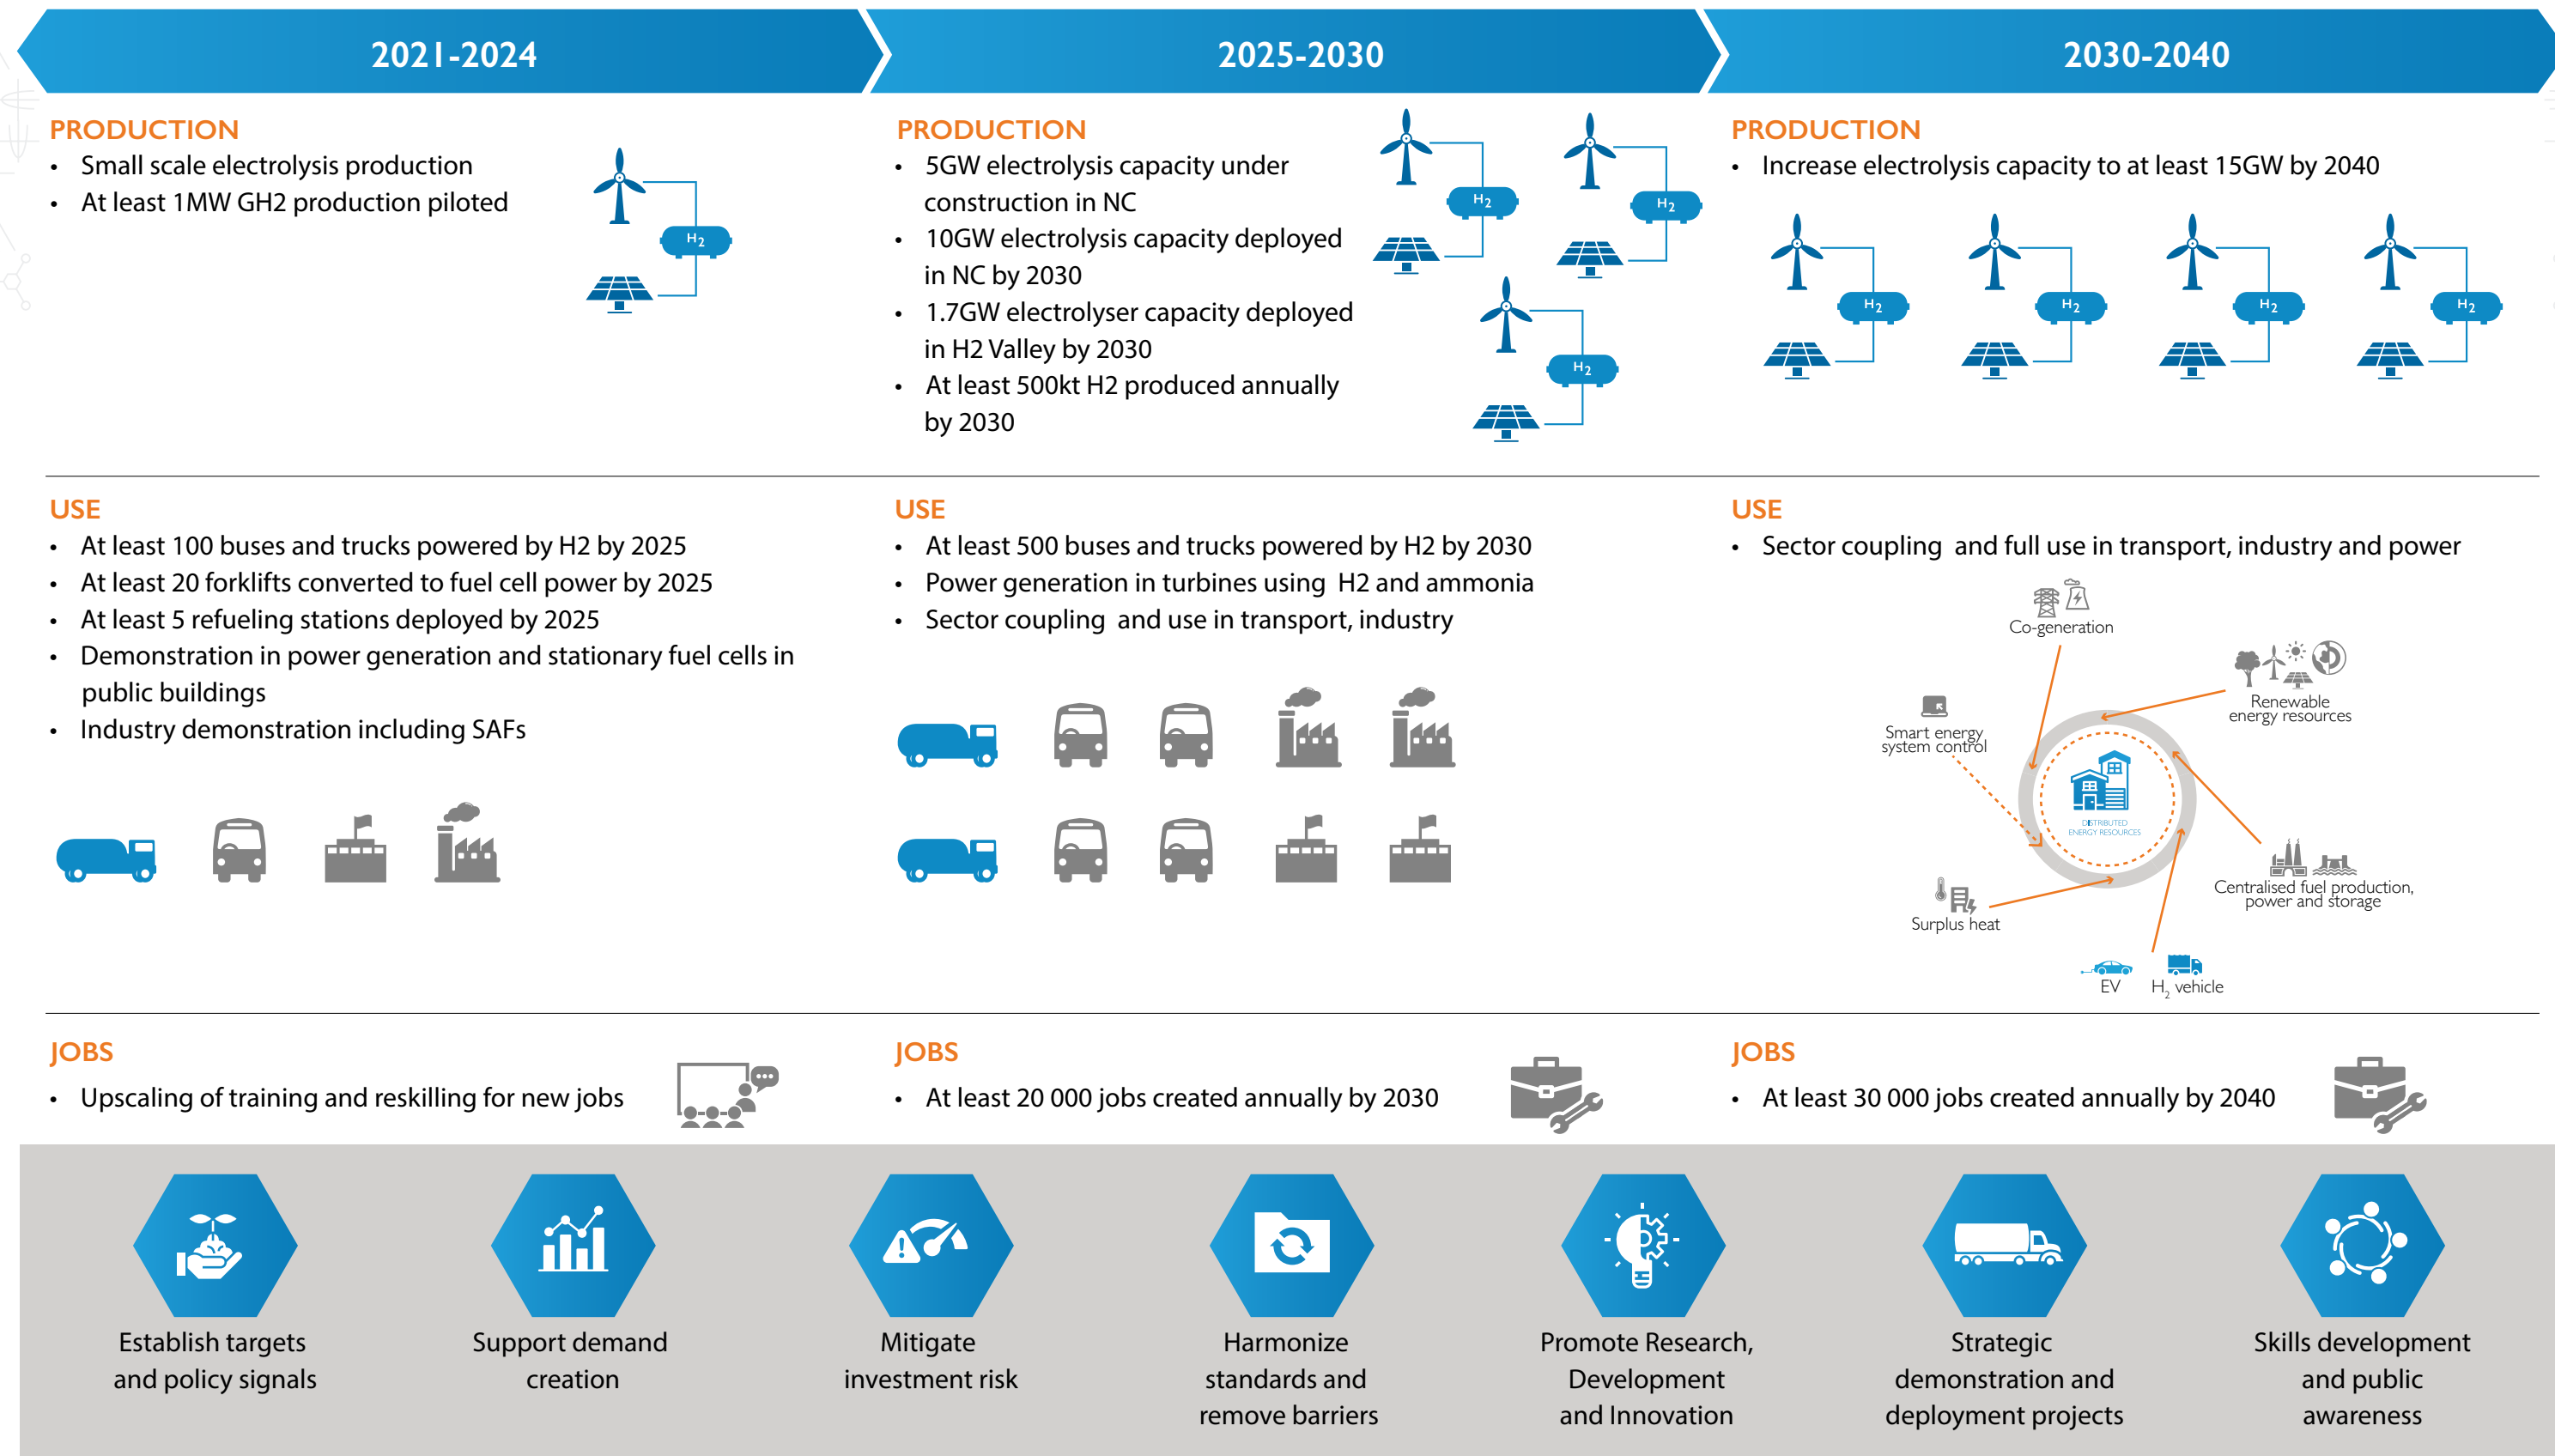 2021-2024
2025-2030
2030-2040
PRODUCTION
• Small scale electrolysis production
• At least 1MW GH2 production piloted
H2
PRODUCTION
• 5GW electrolysis capacity under
construction in NC
• 10GW electrolysis capacity deployed
in NC by 2030
• 1.7GW electrolyser capacity deployed
in H2 Valley by 2030
• At least 500kt H2 produced annually
by 2030
H2
H2
H2
PRODUCTION
• Increase electrolysis capacity to at least 15GW by 2040
H2
H2
H2
H2
USE
• At least 100 buses and trucks powered by H2 by 2025
• At least 20 forklifts converted to fuel cell power by 2025
• At least 5 refueling stations deployed by 2025
• Demonstration in power generation and stationary fuel cells in
public buildings
• Industry demonstration including SAFs
USE
• At least 500 buses and trucks powered by H2 by 2030
• Power generation in turbines using H2 and ammonia
• Sector coupling and use in transport, industry
USE
• Sector coupling and full use in transport, industry and power
Co-generation
Renewable
energy resources
Smart energy
system control
DISTRIBUTED
ENERGY RESOURCES
Centralised fuel production,
power and storage
Surplus heat
EV
H2 vehicle
JOBS
• Upscaling of training and reskilling for new jobs
JOBS
• At least 20 000 jobs created annually by 2030
JOBS
• At least 30 000 jobs created annually by 2040
Establish targets
and policy signals
Support demand
creation
Mitigate
investment risk
Harmonize
standards and
remove barriers
Promote Research,
Development
and Innovation
Strategic
demonstration and
deployment projects
Skills development
and public
awareness